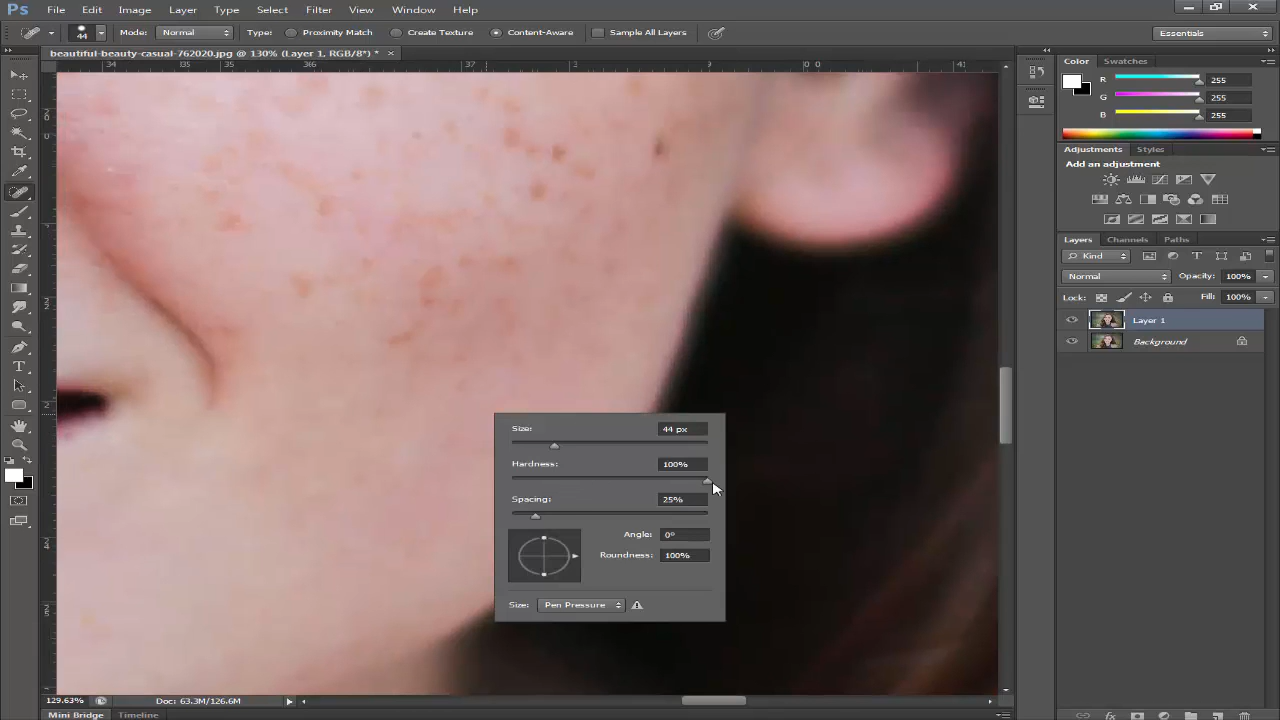 Ps File Edit Image Layer Type Select Filter View Window Help
44 Mode: Normal Type: Proximity Match Create Texture Content-Aware Sample All Layers Essentials
beautiful-beauty-casual-762020.jpg @ 130% (Layer 1, RGB/8*) * ×
Color Swatches
R 255
G 255
B 255
Adjustments Styles
Add an adjustment
Layers Channels Paths
Kind
Normal Opacity: 100%
Lock: Fill: 100%
Layer 1
Background
Size: 44 px
Hardness: 100%
Spacing: 25%
Angle: 0º
Roundness: 100%
Size: Pen Pressure
129.63% Doc: 63.3M/126.6M
Mini Bridge Timeline